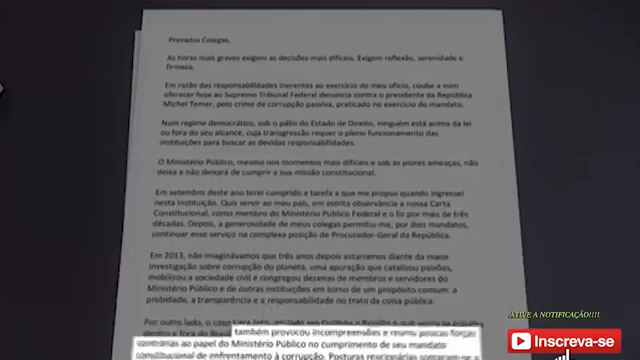 Prezados Colegas,
As horas mais graves exigem as decisões mais difíceis. Exigem reflexão, serenidade e
firmeza.
Em razão das responsabilidades inerentes ao exercício do meu ofício, coube a mim
oferecer hoje ao Supremo Tribunal Federal denúncia contra o presidente da República
Michel Temer, pelo crime de corrupção passiva, praticado no exercício do mandato.
Num regime democrático, sob o pálio do Estado de Direito, ninguém está acima da lei
ou fora do seu alcance, cuja transgressão requer o pleno funcionamento das
instituições para buscar as devidas responsabilidades.
O Ministério Público, mesmo nos momentos mais difíceis e sob as piores ameaças, não
deixa e não deixará de cumprir a sua missão constitucional.
Em setembro deste ano terei cumprido a tarefa a que me propus quando ingressei
nesta Instituição. Quis servir ao meu país, em estrita observância a nossa Carta
Constitucional, como membro do Ministério Público Federal e o fiz por mais de três
décadas. Depois, a generosidade de meus colegas permitiu-me, por dois mandatos,
continuar esse serviço na complexa posição de Procurador-Geral da República.
Em 2013, não imaginávamos que três anos depois estaríamos diante da maior
investigação sobre corrupção do planeta, uma apuração que catalisou paixões,
mobilizou a sociedade civil e congregou dezenas de membros e servidores do
Ministério Público e de outras instituições em torno de um propósito comum: a
probidade, a transparência e a responsabilidade no trato da coisa pública.
Por outro lado, o caso Lava Jato,
dentro e fora do Brasil
também provocou incompreensões e reuniu poucas forças
contrárias ao papel do Ministério Público no cumprimento de seu mandato
constitucional de enfrentamento à corrupção. Posturas reacionárias
ATIVE A NOTIFICAÇÃO!!!!
Inscreva-se